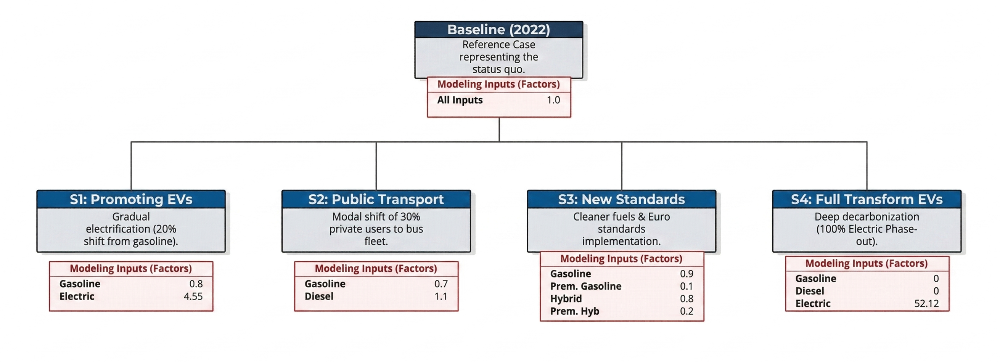 Baseline (2022)
Reference Case
representing the
status quo.
Modeling Inputs (Factors)
All Inputs 1.0
S1: Promoting EVs
Gradual
electrification (20%
shift from gasoline).
Modeling Inputs (Factors)
Gasoline 0.8
Electric 4.55
S2: Public Transport
Modal shift of 30%
private users to bus
fleet.
Modeling Inputs (Factors)
Gasoline 0.7
Diesel 1.1
S3: New Standards
Cleaner fuels & Euro
standards
implementation.
Modeling Inputs (Factors)
Gasoline 0.9
Prem. Gasoline 0.1
Hybrid 0.8
Prem. Hyb 0.2
S4: Full Transform EVs
Deep decarbonization
(100% Electric Phase-
out).
Modeling Inputs (Factors)
Gasoline 0
Diesel 0
Electric 52.12